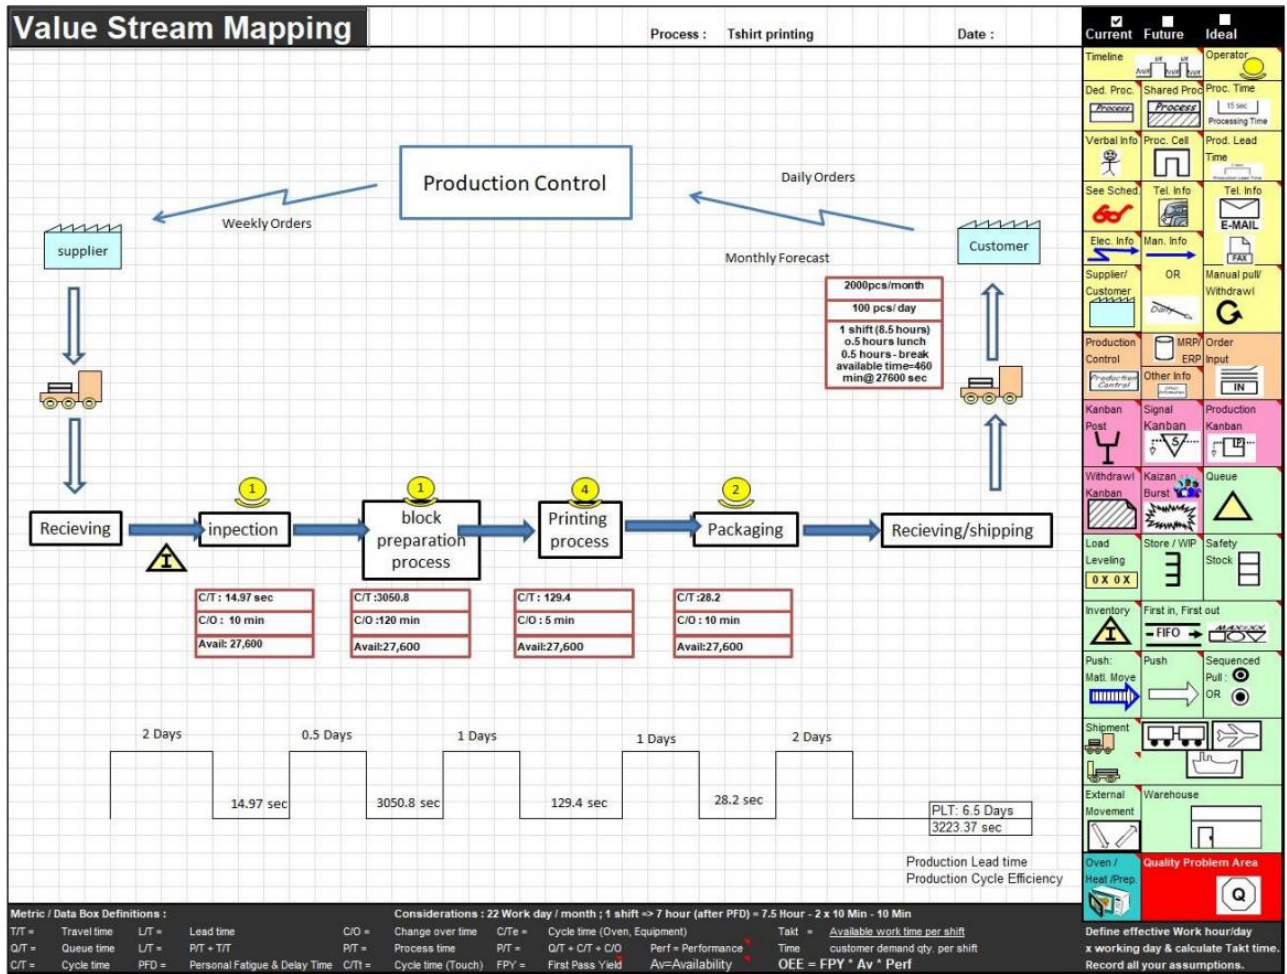 Value Stream Mapping
Process : Tshirt printing Date :
Production Control
Daily Orders
Weekly Orders
Monthly Forecast
supplier
Customer
2000pcs/month
100 pcs/ day
1 shift (8.5 hours)
o.5 hours lunch
0.5 hours - break
available time=460
min@ 27600 sec
1
1
4
2
Recieving
inpection
block
preparation
process
Printing
process
Packaging
Recieving/shipping
I
C/T : 14.97 sec
C/O : 10 min
Avail: 27,600
C/T :3050.8
C/O :120 min
Avail:27,600
C/T : 129.4
C/O : 5 min
Avail:27,600
C/T :28.2
C/O : 10 min
Avail:27,600
2 Days
0.5 Days
1 Days
1 Days
2 Days
14.97 sec
3050.8 sec
129.4 sec
28.2 sec
PLT: 6.5 Days
3223.37 sec
Production Lead time
Production Cycle Efficiency
Current Future Ideal
Timeline
Operator
Ded. Proc.
Process
Shared Proc
Process
Proc. Time
15 sec
Processing Time
Verbal Info
Proc. Cell
Prod. Lead
Time
Production Lead Time
See Sched.
Tel. Info
Tel. Info
E-MAIL
Elec. Info
Man. Info
FAX
Supplier/
Customer
OR
Daily
Manual pull/
Withdrawl
Production
Control
Production
Control
MRP/
ERP
Other Info
Order
Input
IN
Kanban
Post
Signal
Kanban
S
Production
Kanban
P
Withdrawl
Kanban
Kaizan
Burst
Queue
Load
Leveling
0 X 0 X
Store / WIP
Safety
Stock
Inventory
I
First in, First out
FIFO
MAX=XX
Push:
Matl. Move
Push
Sequenced
Pull :
OR
Shipment
External
Movement
Warehouse
Oven /
Heat /Prep.
Quality Problem Area
Q
Metric / Data Box Definitions :
Considerations : 22 Work day / month ; 1 shift => 7 hour (after PFD) = 7.5 Hour - 2 x 10 Min - 10 Min
T/T = Travel time L/T = Lead time C/O = Change over time C/Te = Cycle time (Oven, Equipment) Takt = Available work time per shift
Q/T = Queue time L/T = P/T + T/T P/T = Process time P/T = Q/T + C/T + C/O Perf = Performance Time customer demand qty. per shift
C/T = Cycle time PFD = Personal Fatigue & Delay Time C/Tt = Cycle time (Touch) FPY = First Pass Yield Av=Availability OEE = FPY * Av * Perf
Define effective Work hour/day
x working day & calculate Takt time.
Record all your assumptions.